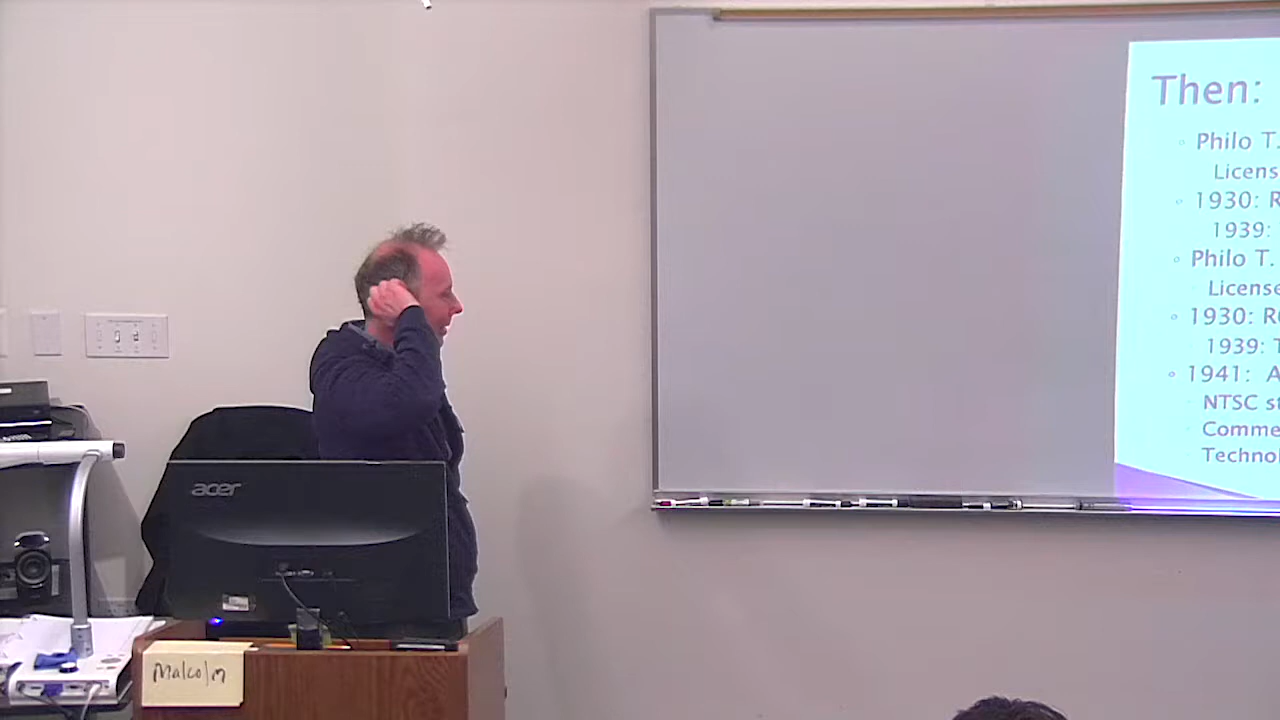 Then:
Philo T.
Licens
1930: R
1939:
Philo T.
License
1930: R
1939: T
1941: A
NTSC st
Comme
Technol
acer
Malcolm